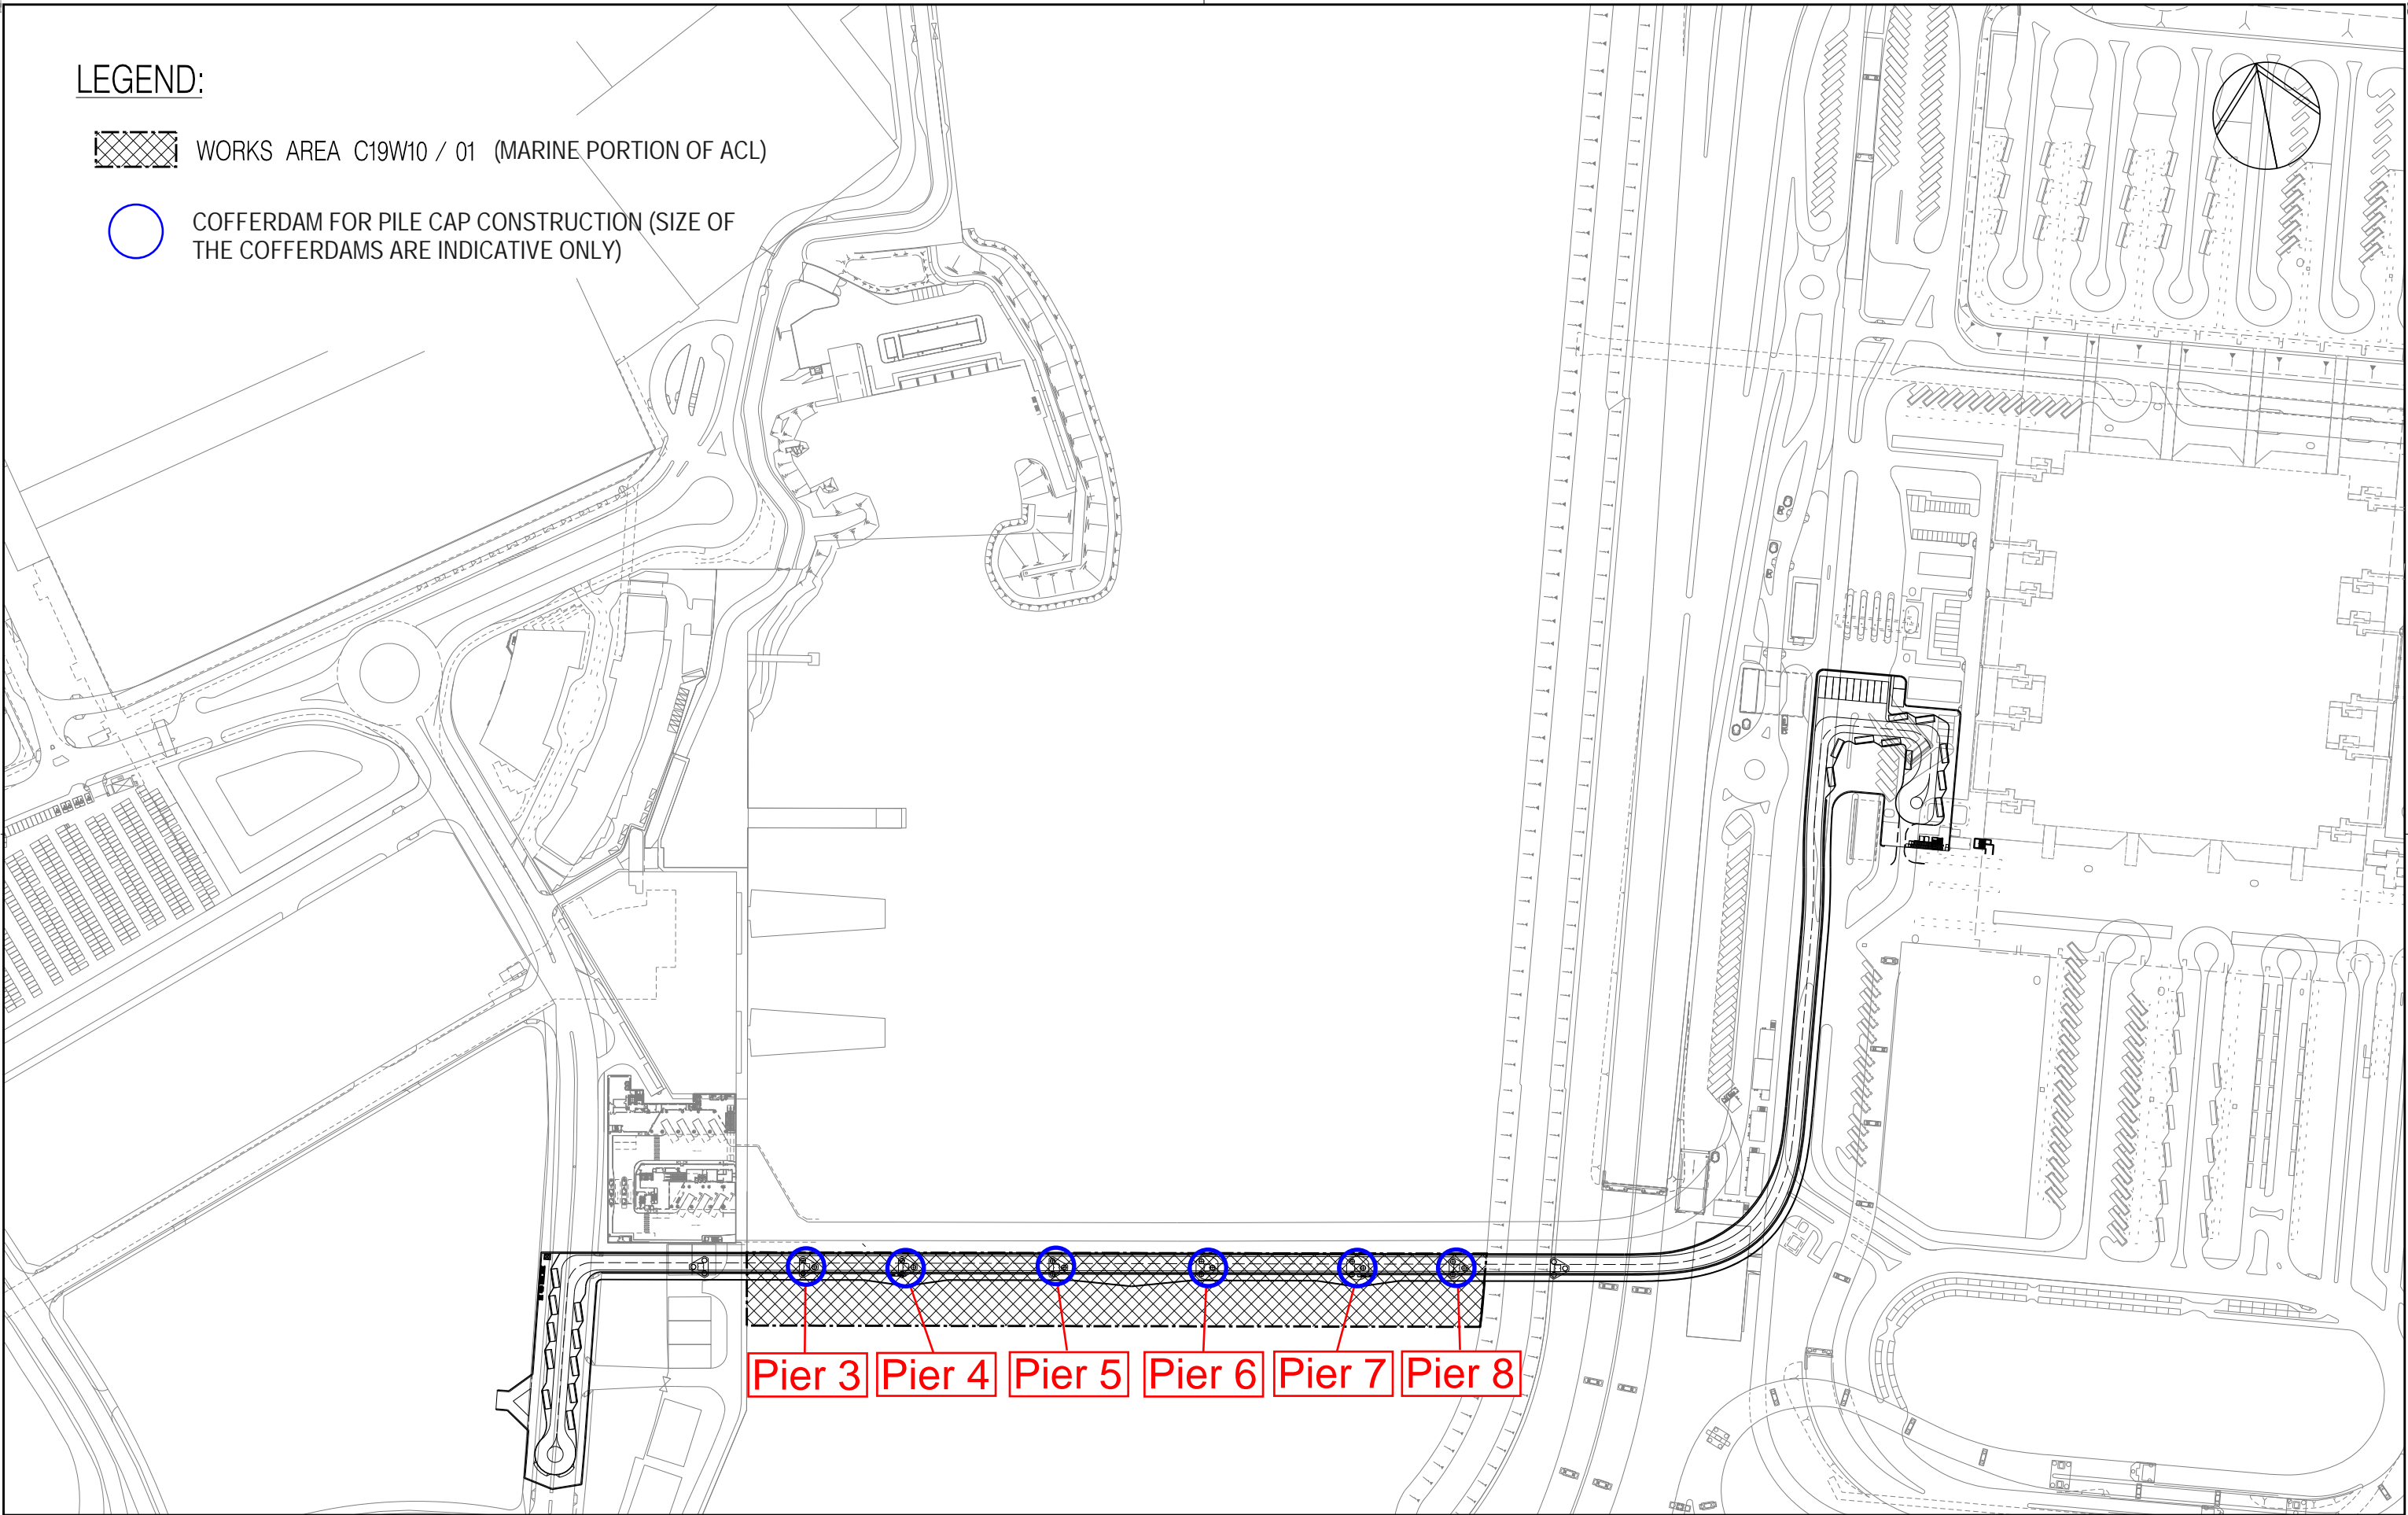 LEGEND:
WORKS AREA C19W10 / 01 (MARINE PORTION OF ACL)
COFFERDAM FOR PILE CAP CONSTRUCTION (SIZE OF
THE COFFERDAMS ARE INDICATIVE ONLY)
Pier 3
Pier 4
Pier 5
Pier 6
Pier 7
Pier 8